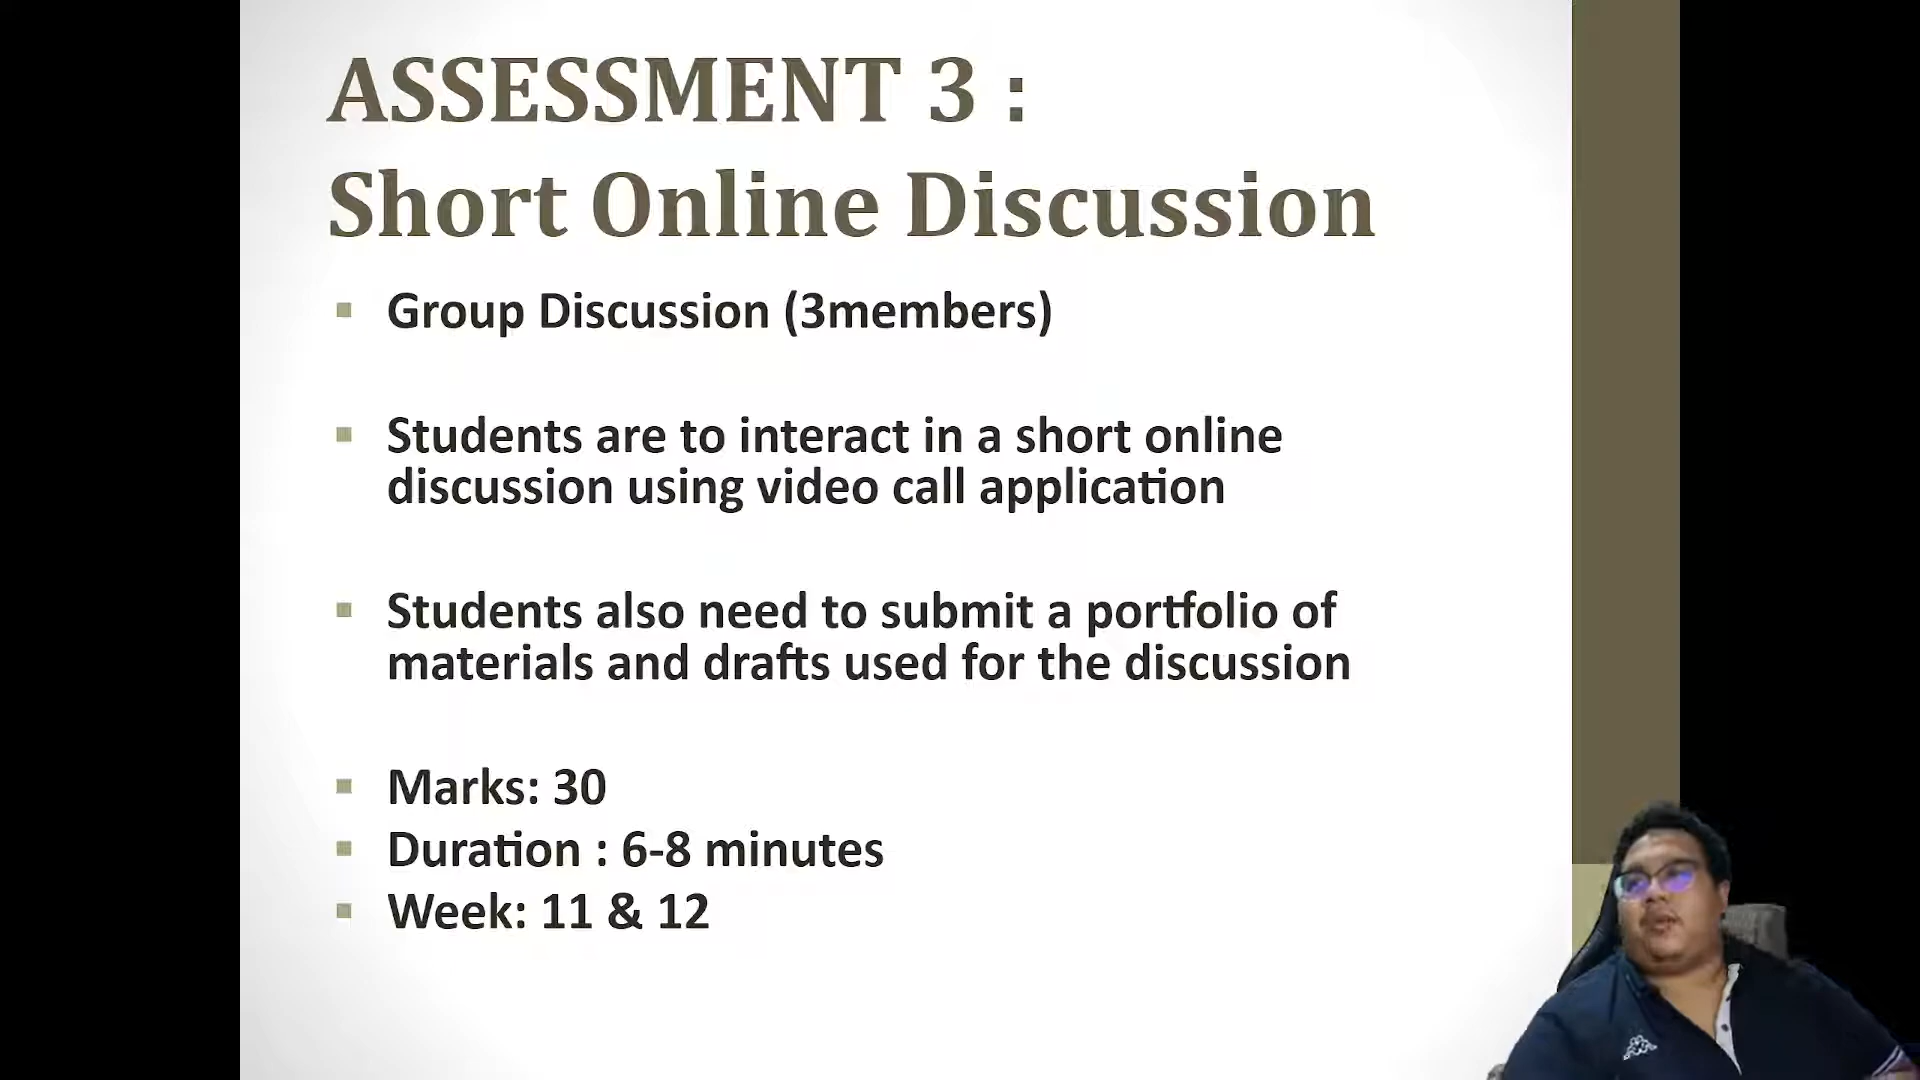 ASSESSMENT 3 :
Short Online Discussion
Group Discussion (3members)
Students are to interact in a short online
discussion using video call application
Students also need to submit a portfolio of
materials and drafts used for the discussion
Marks: 30
Duration : 6-8 minutes
Week: 11 & 12